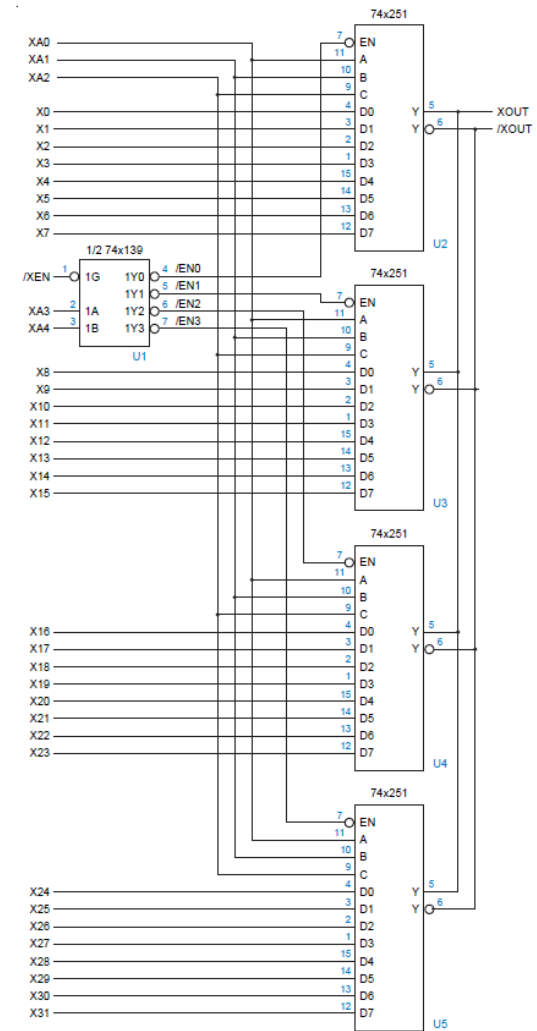 74x251
XA0
XA1
XA2
7 EN
11 A
10 B
9 C
X0 4 D0 Y 5 XOUT
X1 3 D1 Y 6 /XOUT
X2 2 D2
X3 1 D3
X4 15 D4
X5 14 D5
X6 13 D6
X7 12 D7
U2
1/2 74x139
/XEN 1 1G 1Y0 4 /EN0
1Y1 5 /EN1
XA3 2 1A 1Y2 6 /EN2
XA4 3 1B 1Y3 7 /EN3
U1
74x251
7 EN
11 A
10 B
9 C
X8 4 D0 Y 5
X9 3 D1 Y 6
X10 2 D2
X11 1 D3
X12 15 D4
X13 14 D5
X14 13 D6
X15 12 D7
U3
74x251
7 EN
11 A
10 B
9 C
X16 4 D0 Y 5
X17 3 D1 Y 6
X18 2 D2
X19 1 D3
X20 15 D4
X21 14 D5
X22 13 D6
X23 12 D7
U4
74x251
7 EN
11 A
10 B
9 C
X24 4 D0 Y 5
X25 3 D1 Y 6
X26 2 D2
X27 1 D3
X28 15 D4
X29 14 D5
X30 13 D6
X31 12 D7
U5